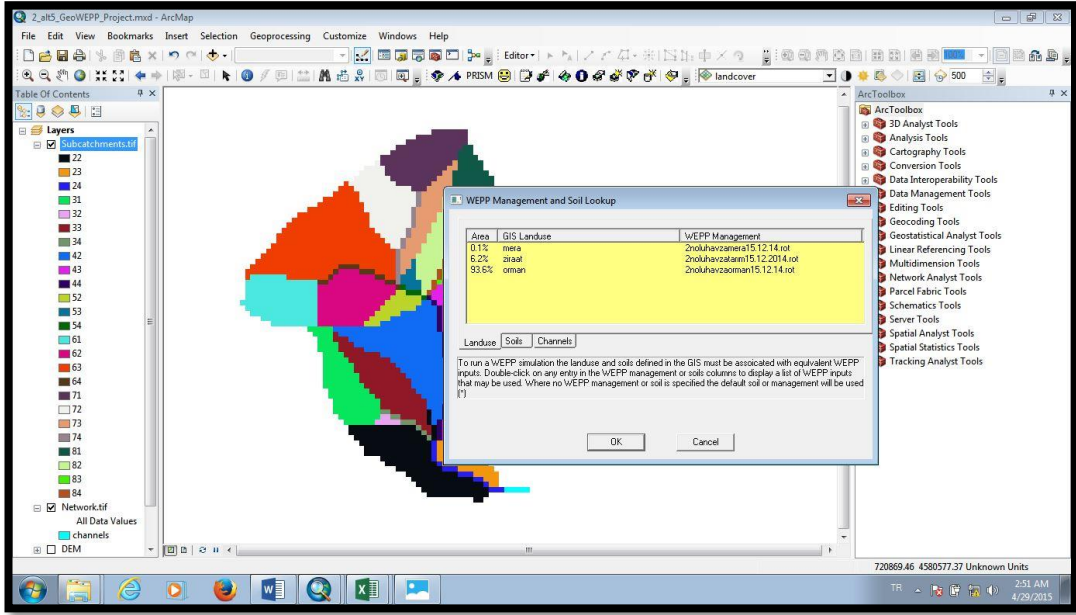 2_alt5_GeoWEPP_Project.mxd - ArcMap
File Edit View Bookmarks Insert Selection Geoprocessing Customize Windows Help
Editor
100%
PRISM
landcover
500
Table Of Contents
Layers
Subcatchments.tif
22
23
24
31
32
33
34
42
43
44
52
53
54
61
62
63
64
71
72
73
74
81
82
83
84
Network.tif
All Data Values
channels
DEM
WEPP Management and Soil Lookup
Area GIS Landuse WEPP Management
0.1% mera 2noluhavzamera15.12.14.rot
6.2% ziraat 2noluhavzatarım15.12.2014.rot
93.6% orman 2noluhavzaorman15.12.14.rot
Landuse Soils Channels
To run a WEPP simulation the landuse and soils defined in the GIS must be assoicated with equivalent WEPP
inputs. Double-click on any entry in the WEPP management or soils columns to display a list of WEPP inputs
that may be used. Where no WEPP management or soil is specified the default soil or management will be used
(*)
OK Cancel
ArcToolbox
ArcToolbox
3D Analyst Tools
Analysis Tools
Cartography Tools
Conversion Tools
Data Interoperability Tools
Data Management Tools
Editing Tools
Geocoding Tools
Geostatistical Analyst Tools
Linear Referencing Tools
Multidimension Tools
Network Analyst Tools
Parcel Fabric Tools
Schematics Tools
Server Tools
Spatial Analyst Tools
Spatial Statistics Tools
Tracking Analyst Tools
720869.46 4580577.37 Unknown Units
TR
2:51 AM
4/29/2015